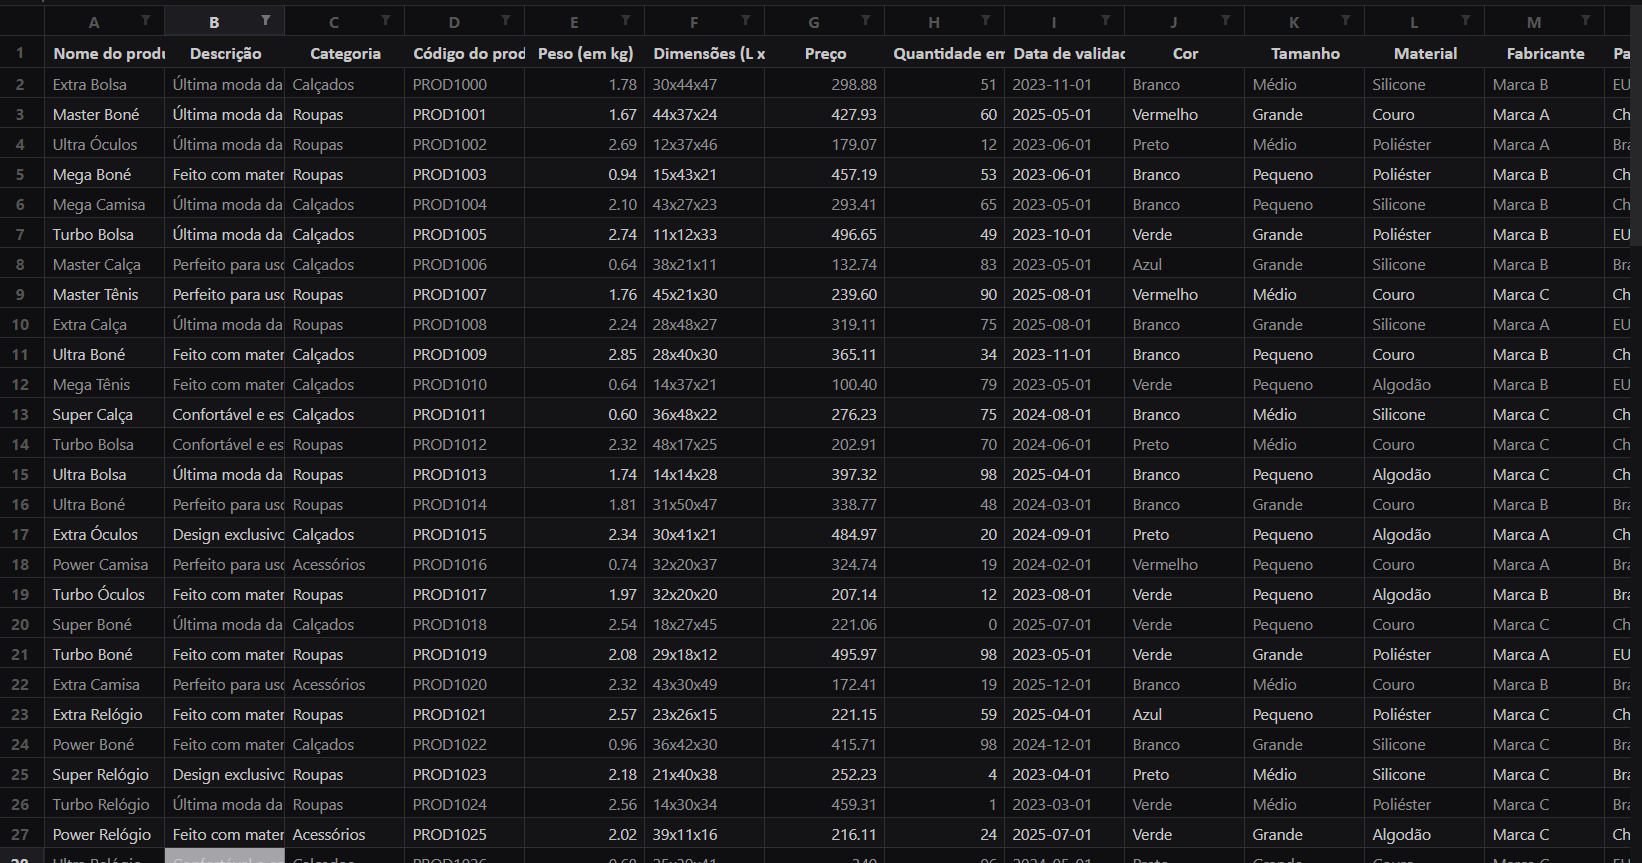 A B C D E F G H I J K L M
1 Nome do produ Descrição Categoria Código do prod Peso (em kg) Dimensões (L x Preço Quantidade em Data de validad Cor Tamanho Material Fabricante Pa
2 Extra Bolsa Última moda da Calçados PROD1000 1.78 30x44x47 298.88 51 2023-11-01 Branco Médio Silicone Marca B EU
3 Master Boné Última moda da Roupas PROD1001 1.67 44x37x24 427.93 60 2025-05-01 Vermelho Grande Couro Marca A Ch
4 Ultra Óculos Última moda da Roupas PROD1002 2.69 12x37x46 179.07 12 2023-06-01 Preto Médio Poliéster Marca A Bra
5 Mega Boné Feito com mater Roupas PROD1003 0.94 15x43x21 457.19 53 2023-06-01 Branco Pequeno Poliéster Marca B Ch
6 Mega Camisa Última moda da Calçados PROD1004 2.10 43x27x23 293.41 65 2023-05-01 Branco Pequeno Silicone Marca B Ch
7 Turbo Bolsa Última moda da Calçados PROD1005 2.74 11x12x33 496.65 49 2023-10-01 Verde Grande Poliéster Marca B EU
8 Master Calça Perfeito para uso Calçados PROD1006 0.64 38x21x11 132.74 83 2023-05-01 Azul Grande Silicone Marca B Bra
9 Master Tênis Perfeito para uso Roupas PROD1007 1.76 45x21x30 239.60 90 2025-08-01 Vermelho Médio Couro Marca C Ch
10 Extra Calça Última moda da Roupas PROD1008 2.24 28x48x27 319.11 75 2025-08-01 Branco Grande Silicone Marca A EU
11 Ultra Boné Feito com mater Calçados PROD1009 2.85 28x40x30 365.11 34 2023-11-01 Branco Pequeno Couro Marca B Ch
12 Mega Tênis Feito com mater Calçados PROD1010 0.64 14x37x21 100.40 79 2023-05-01 Verde Pequeno Algodão Marca B EU
13 Super Calça Confortável e es Calçados PROD1011 0.60 36x48x22 276.23 75 2024-08-01 Branco Médio Silicone Marca C Ch
14 Turbo Bolsa Confortável e es Roupas PROD1012 2.32 48x17x25 202.91 70 2024-06-01 Preto Médio Couro Marca C Ch
15 Ultra Bolsa Última moda da Roupas PROD1013 1.74 14x14x28 397.32 98 2025-04-01 Branco Pequeno Algodão Marca C Ch
16 Ultra Boné Perfeito para uso Roupas PROD1014 1.81 31x50x47 338.77 48 2024-03-01 Branco Grande Couro Marca B Bra
17 Extra Óculos Design exclusivo Calçados PROD1015 2.34 30x41x21 484.97 20 2024-09-01 Preto Pequeno Algodão Marca A Ch
18 Power Camisa Perfeito para uso Acessórios PROD1016 0.74 32x20x37 324.74 19 2024-02-01 Vermelho Pequeno Couro Marca A Bra
19 Turbo Óculos Feito com mater Roupas PROD1017 1.97 32x20x20 207.14 12 2023-08-01 Verde Pequeno Algodão Marca B Bra
20 Super Boné Última moda da Calçados PROD1018 2.54 18x27x45 221.06 0 2025-07-01 Verde Pequeno Couro Marca C Ch
21 Turbo Boné Feito com mater Roupas PROD1019 2.08 29x18x12 495.97 98 2023-05-01 Verde Grande Poliéster Marca A EU
22 Extra Camisa Perfeito para uso Acessórios PROD1020 2.32 43x30x49 172.41 19 2025-12-01 Branco Médio Couro Marca B Bra
23 Extra Relógio Feito com mater Roupas PROD1021 2.57 23x26x15 221.15 59 2025-04-01 Azul Pequeno Poliéster Marca C Ch
24 Power Boné Feito com mater Calçados PROD1022 0.96 36x42x30 415.71 98 2024-12-01 Branco Grande Silicone Marca C Bra
25 Super Relógio Design exclusivo Roupas PROD1023 2.18 21x40x38 252.23 4 2023-04-01 Preto Médio Silicone Marca C Bra
26 Turbo Relógio Última moda da Roupas PROD1024 2.56 14x30x34 459.31 1 2023-03-01 Verde Médio Poliéster Marca C Bra
27 Power Relógio Feito com mater Acessórios PROD1025 2.02 39x11x16 216.11 24 2025-07-01 Verde Grande Algodão Marca A Ch